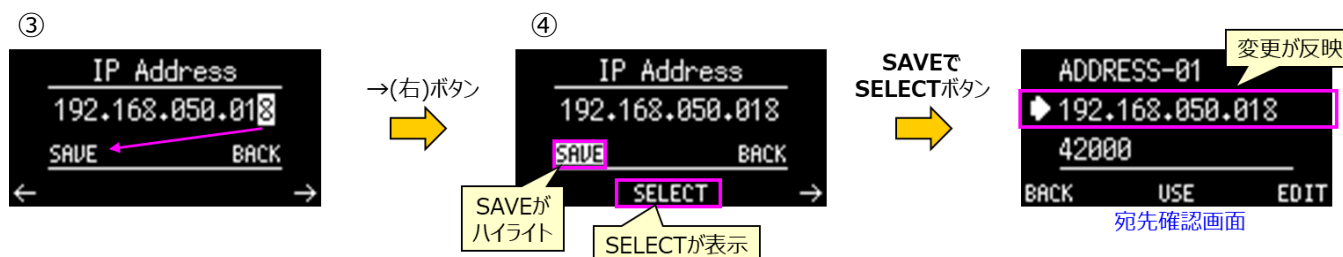 ③
IP Address
192.168.050.018
SAVE BACK
← →
→(右)ボタン
④
IP Address
192.168.050.018
SAVE BACK
SELECT →
SAVEが
ハイライト
SELECTが表示
SAVEで
SELECTボタン
変更が反映
ADDRESS-01
192.168.050.018
42000
BACK USE EDIT
宛先確認画面